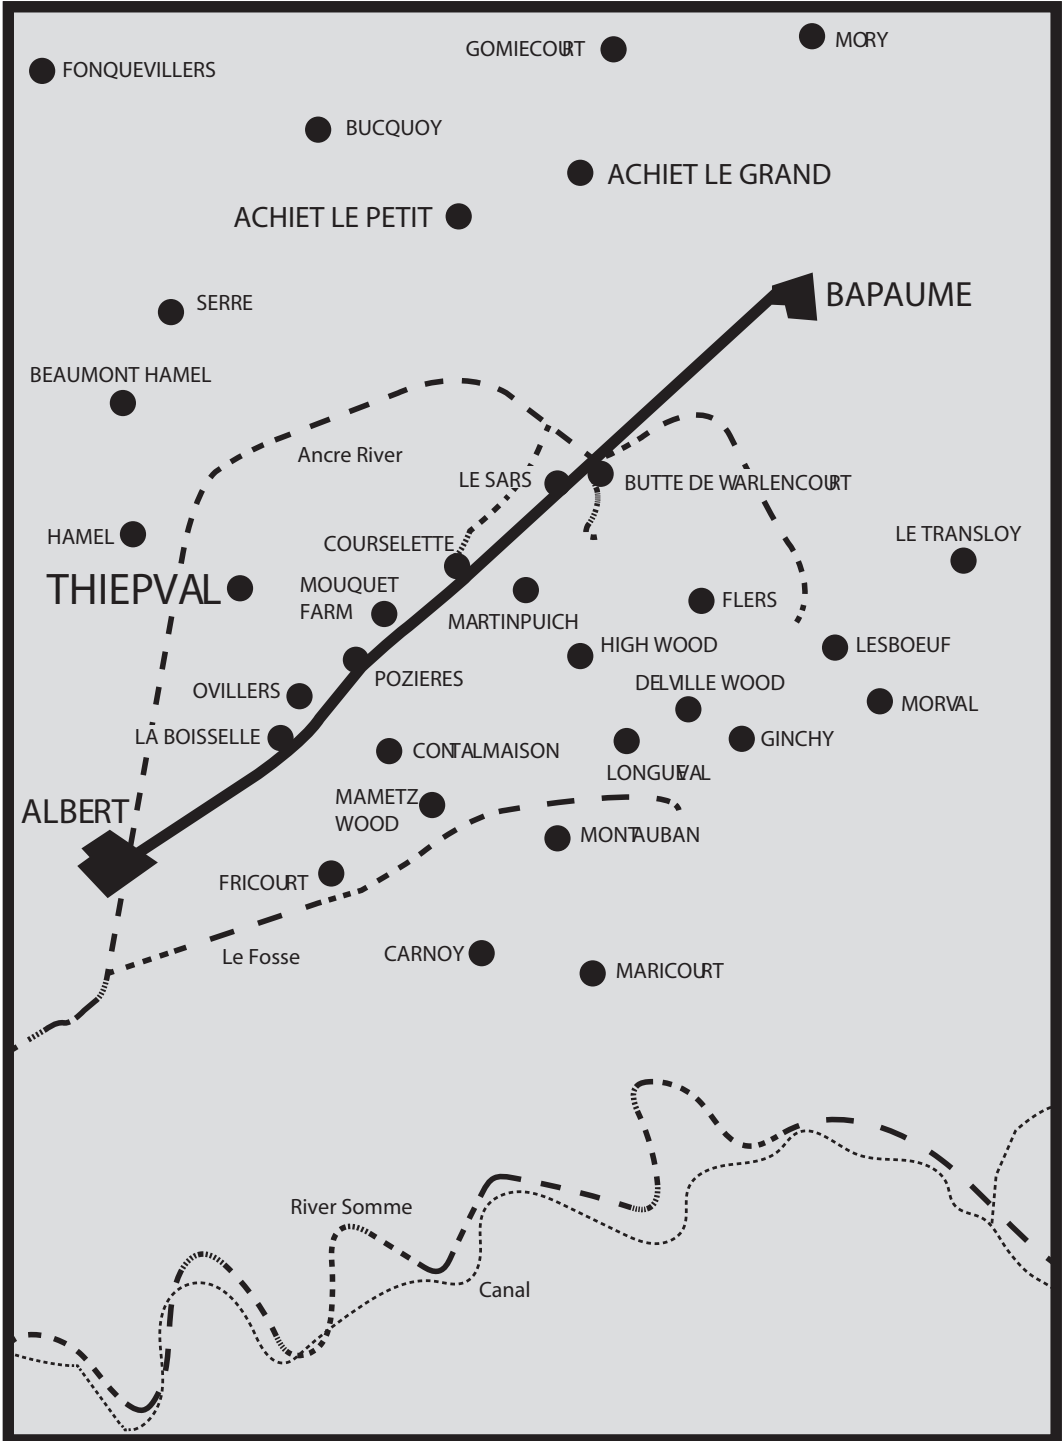 GOMIECOURT
MORY
FONQUEVILLERS
BUCQUOY
ACHIET LE GRAND
ACHIET LE PETIT
BAPAUME
SERRE
BEAUMONT HAMEL
Ancre River
LE SARS
BUTTE DE WARLENCOURT
HAMEL
COURSELETTE
LE TRANSLOY
THIEPVAL
MOUQUET
FARM
MARTINPUICH
FLERS
HIGH WOOD
LESBOEUF
POZIERES
DELVILLE WOOD
OVILLERS
MORVAL
LA BOISSELLE
CONTALMAISON
GINCHY
LONGUEVAL
ALBERT
MAMETZ
WOOD
MONTAUBAN
FRICOURT
Le Fosse
CARNOY
MARICOURT
River Somme
Canal